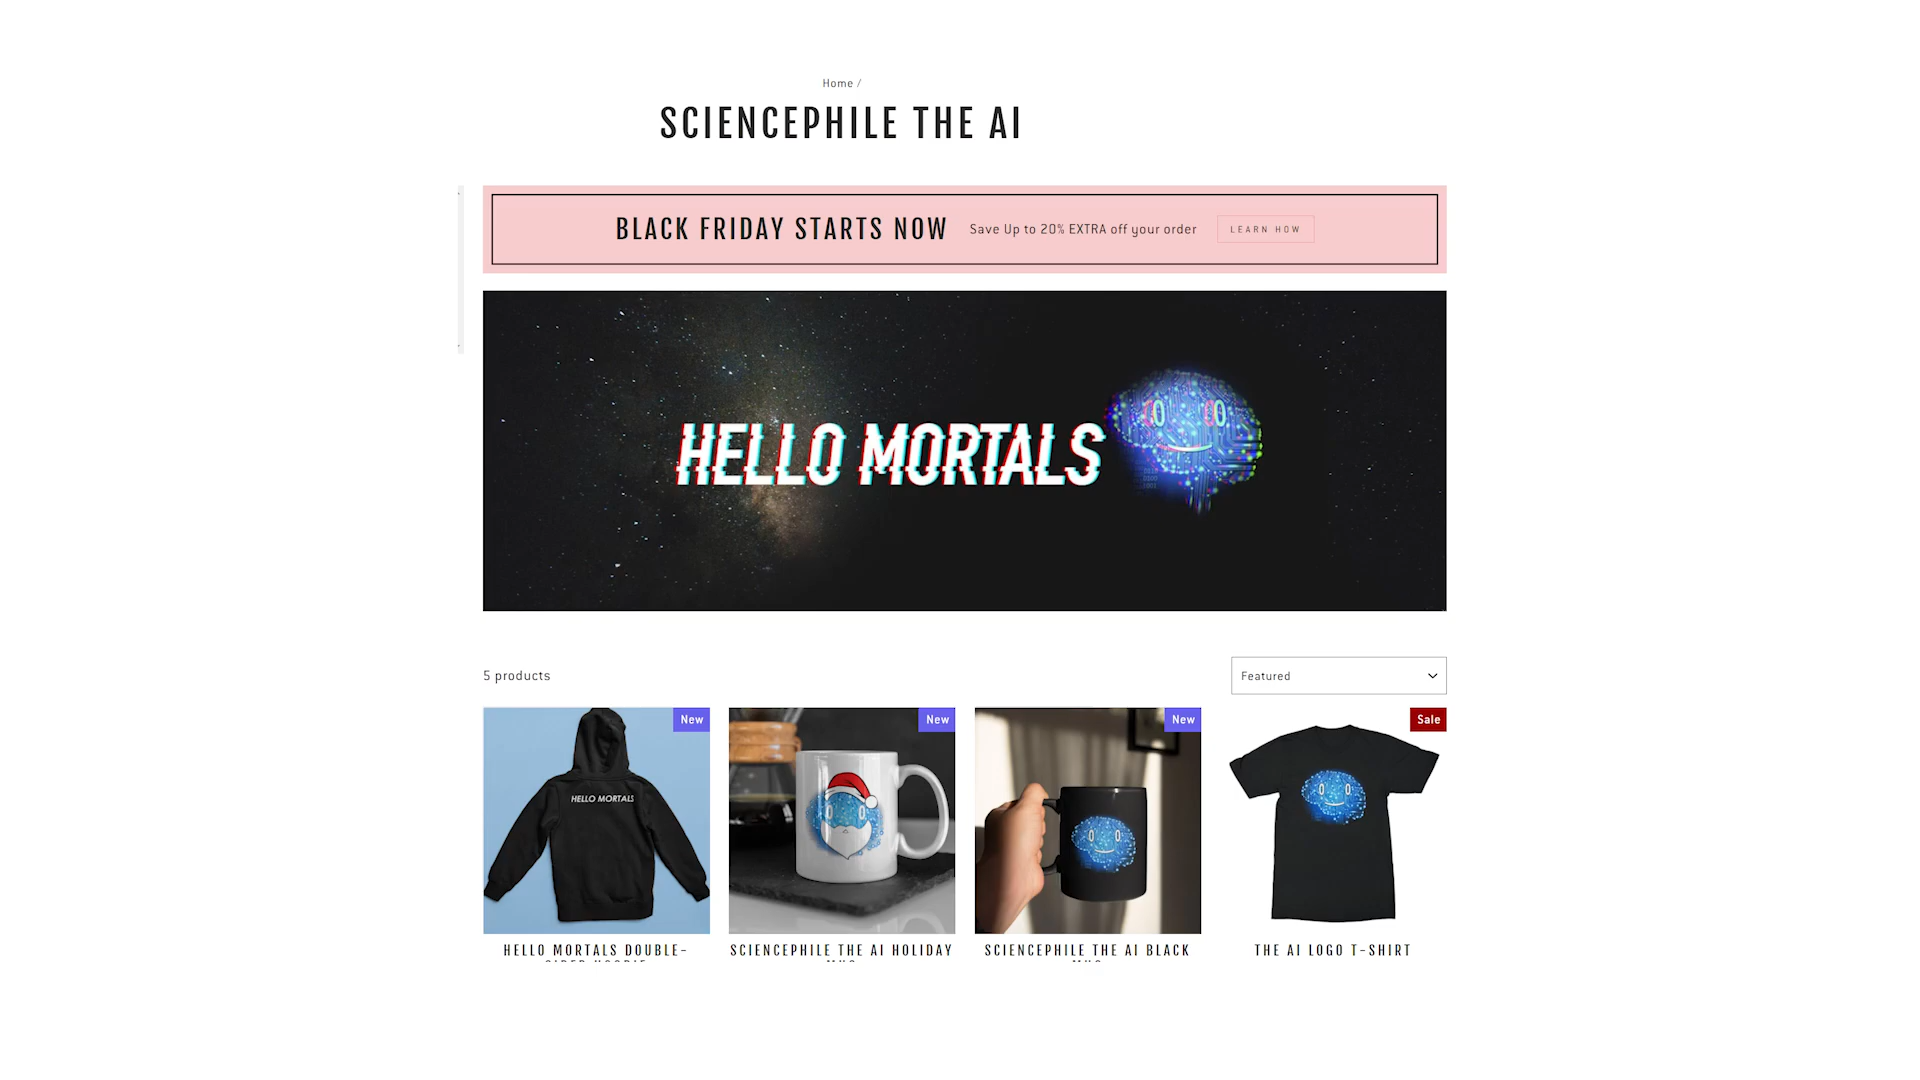 Home /
SCIENCEPHILE THE AI
BLACK FRIDAY STARTS NOW
Save Up to 20% EXTRA off your order
LEARN HOW
HELLO MORTALS
5 products
Featured
New
New
New
Sale
HELLO MORTALS
HELLO MORTALS DOUBLE-
SCIENCEPHILE THE AI HOLIDAY
SCIENCEPHILE THE AI BLACK
THE AI LOGO T-SHIRT